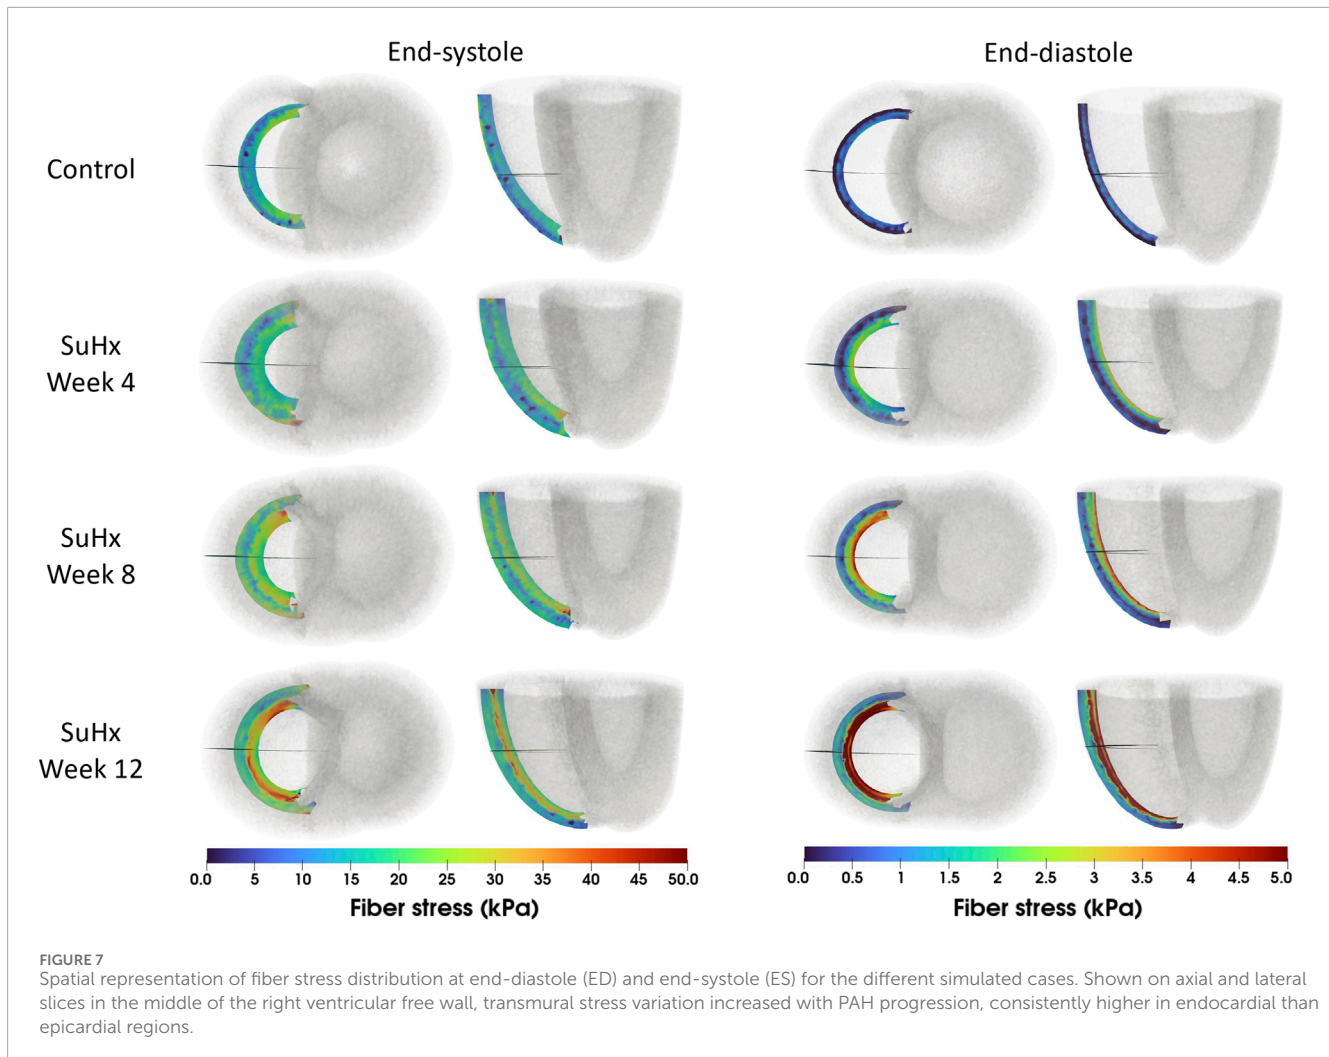 End-systole
End-diastole
Control
SuHx
Week 4
SuHx
Week 8
SuHx
Week 12
0.0 5 10 15 20 25 30 35 40 45 50.0
Fiber stress (kPa)
0.0 0.5 1 1.5 2 2.5 3 3.5 4 4.5 5.0
Fiber stress (kPa)
FIGURE 7
Spatial representation of fiber stress distribution at end-diastole (ED) and end-systole (ES) for the different simulated cases. Shown on axial and lateral
slices in the middle of the right ventricular free wall, transmural stress variation increased with PAH progression, consistently higher in endocardial than
epicardial regions.